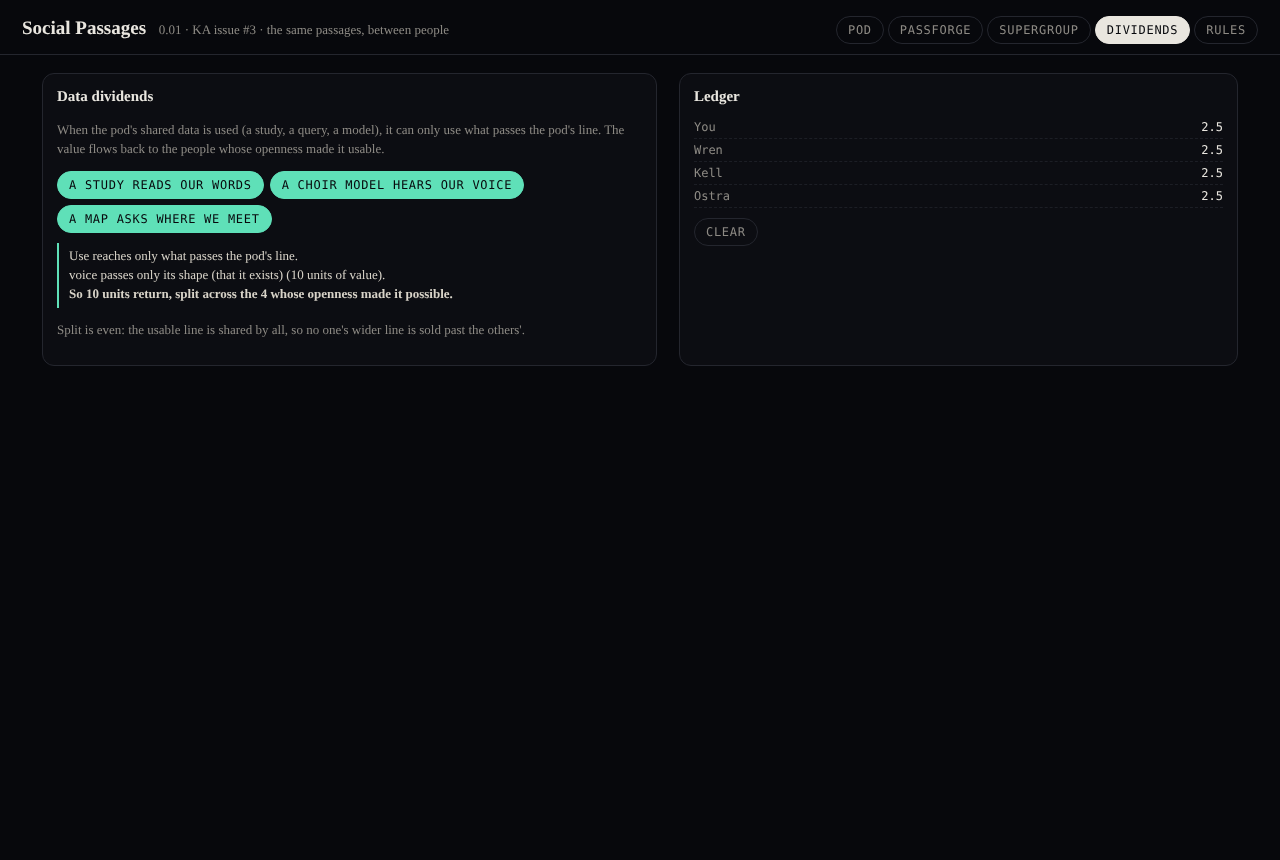 Social Passages 0.01 · KA issue #3 · the same passages, between people
POD PASSFORGE SUPERGROUP DIVIDENDS RULES
Data dividends
When the pod's shared data is used (a study, a query, a model), it can only use what passes the pod's line. The
value flows back to the people whose openness made it usable.
A STUDY READS OUR WORDS A CHOIR MODEL HEARS OUR VOICE
A MAP ASKS WHERE WE MEET
Use reaches only what passes the pod's line.
voice passes only its shape (that it exists) (10 units of value).
So 10 units return, split across the 4 whose openness made it possible.
Split is even: the usable line is shared by all, so no one's wider line is sold past the others'.
Ledger
You 2.5
Wren 2.5
Kell 2.5
Ostra 2.5
CLEAR